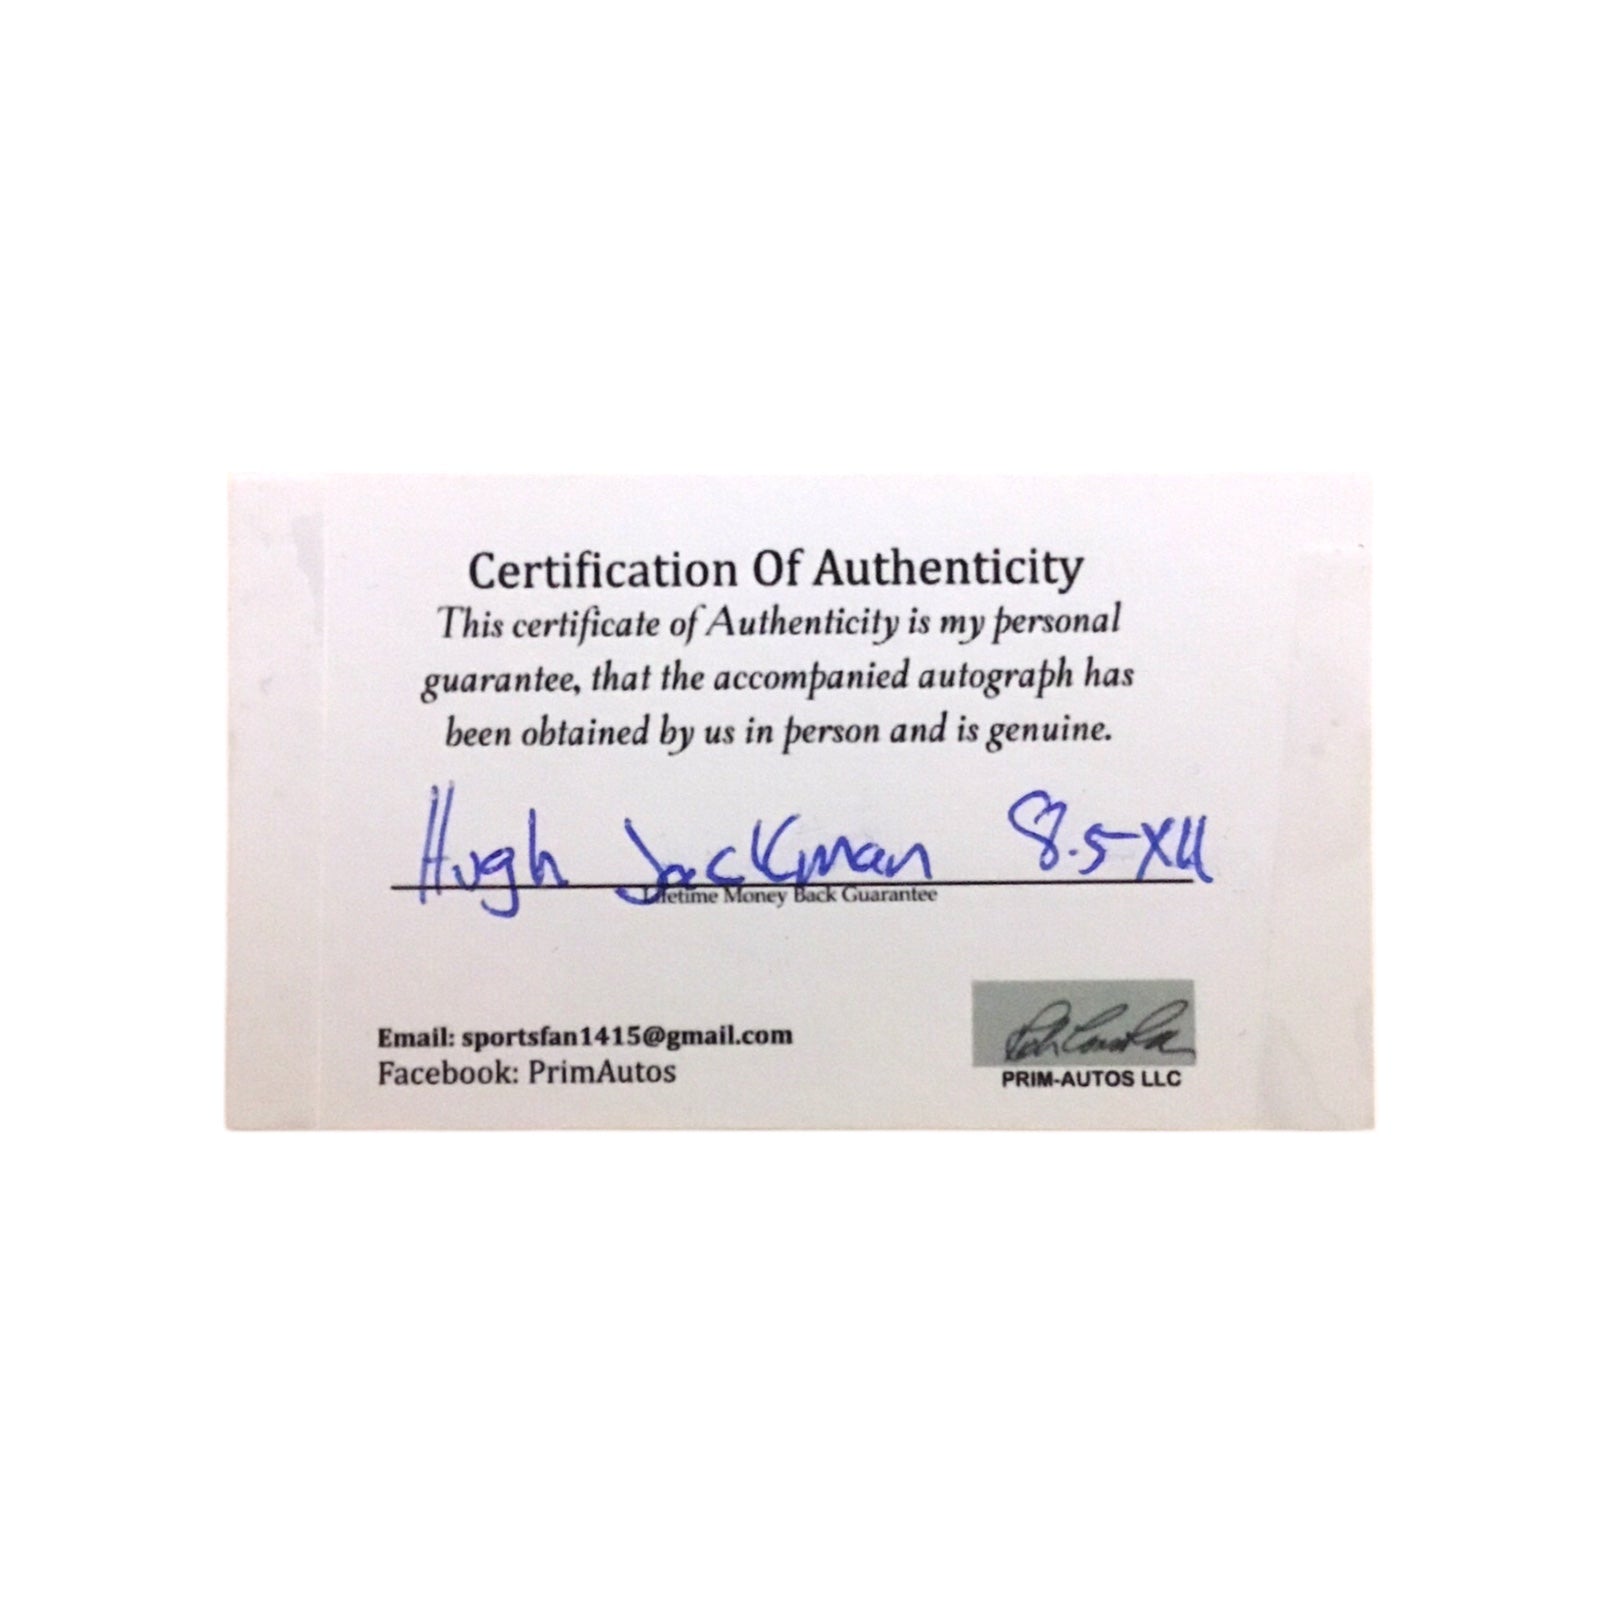 Certification Of Authenticity
This certificate of Authenticity is my personal
guarantee, that the accompanied autograph has
been obtained by us in person and is genuine.
Hugh Jackman 8.5x11
Lifetime Money Back Guarantee
Email: sportsfan1415@gmail.com
Facebook: PrimAutos
PRIM-AUTOS LLC